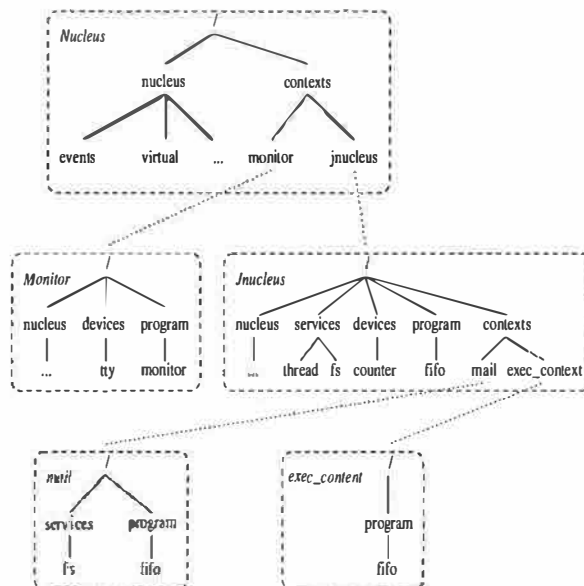 /
Nucleus
nucleus contexts
events virtual ... monitor jnucleus
/ /
Monitor Jnucleus
nucleus devices program nucleus services devices program contexts
... tty monitor thread fs counter fifo mail exec_context
/ /
mail exec_content
services program program
fs fifo fifo